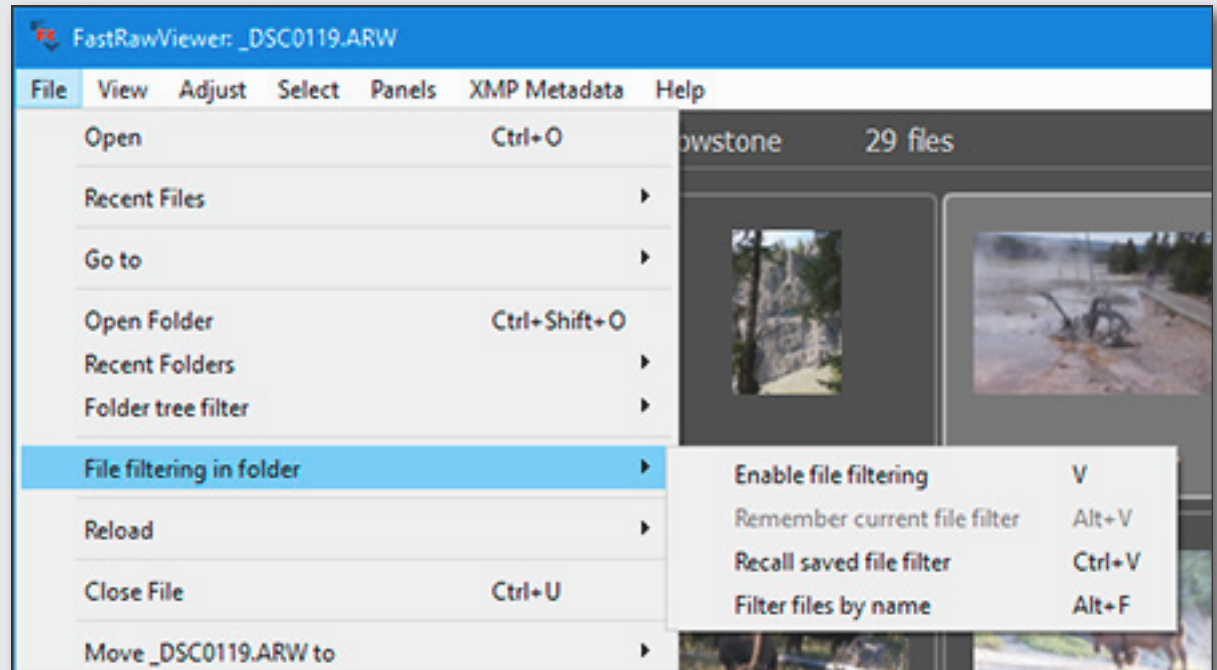 FastRawViewer: _DSC0119.ARW
File View Adjust Select Panels XMP Metadata Help
Open Ctrl+O
owstone 29 files
Recent Files
Go to
Open Folder Ctrl+Shift+O
Recent Folders
Folder tree filter
File filtering in folder
Enable file filtering V
Remember current file filter Alt+V
Recall saved file filter Ctrl+V
Filter files by name Alt+F
Reload
Close File Ctrl+U
Move _DSC0119.ARW to